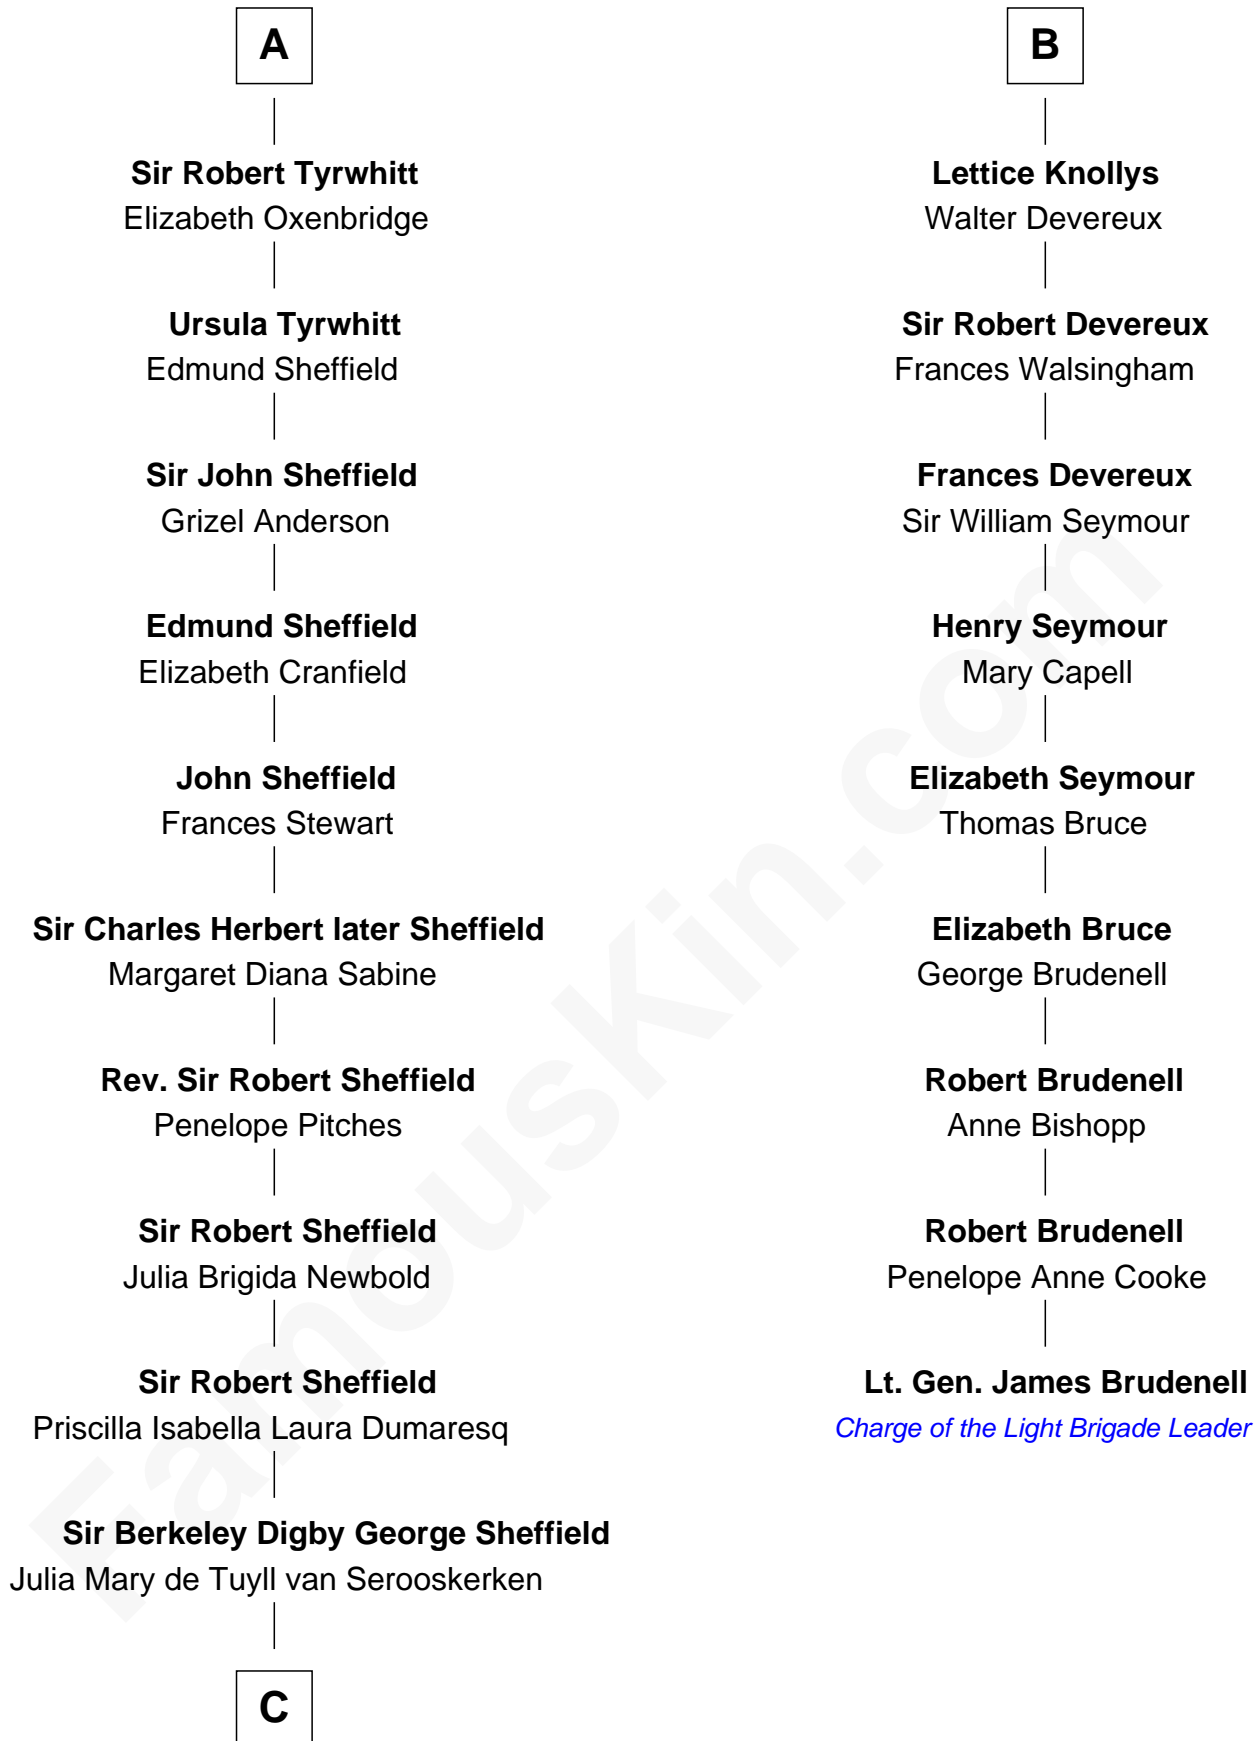 A
Sir Robert Tyrwhitt
Elizabeth Oxenbridge
Ursula Tyrwhitt
Edmund Sheffield
Sir John Sheffield
Grizel Anderson
Edmund Sheffield
Elizabeth Cranfield
John Sheffield
Frances Stewart
Sir Charles Herbert later Sheffield
Margaret Diana Sabine
Rev. Sir Robert Sheffield
Penelope Pitches
Sir Robert Sheffield
Julia Brigida Newbold
Sir Robert Sheffield
Priscilla Isabella Laura Dumaresq
Sir Berkeley Digby George Sheffield
Julia Mary de Tuyll van Serooskerken
C
B
Lettice Knollys
Walter Devereux
Sir Robert Devereux
Frances Walsingham
Frances Devereux
Sir William Seymour
Henry Seymour
Mary Capell
Elizabeth Seymour
Thomas Bruce
Elizabeth Bruce
George Brudenell
Robert Brudenell
Anne Bishopp
Robert Brudenell
Penelope Anne Cooke
Lt. Gen. James Brudenell
Charge of the Light Brigade Leader
FamousKin.com